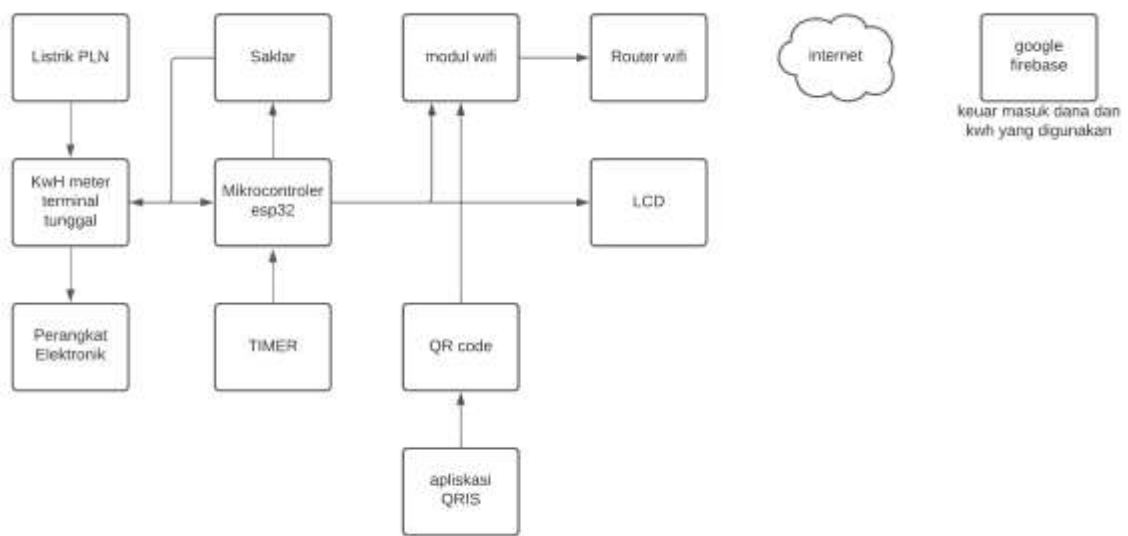 Listrik PLN
Saklar
modul wifi
Router wifi
internet
google
firebase
keuar masuk dana dan
kwh yang digunakan
KwH meter
terminal
tunggal
Mikrocontroler
esp32
LCD
Perangkat
Elektronik
TIMER
QR code
apliskasi
QRIS